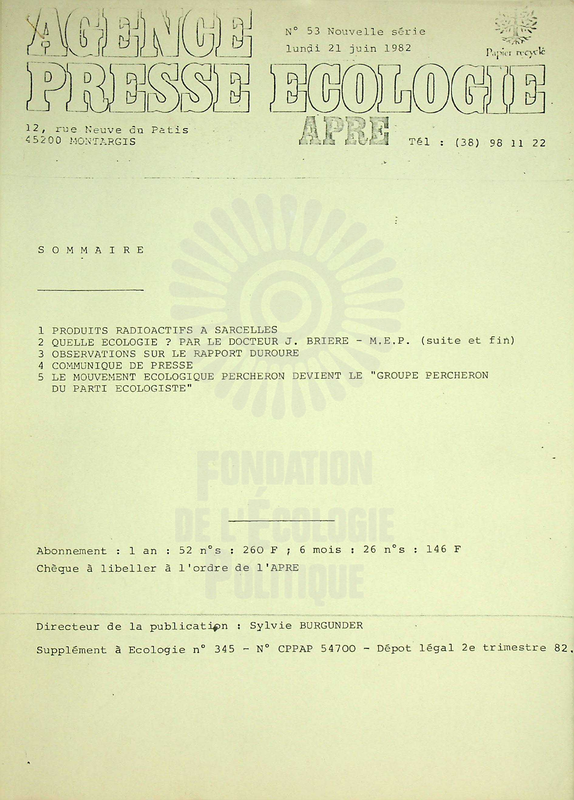 AGENCE
N° 53 Nouvelle série
lundi 21 juin 1982
Papier recyclé
PRESSE ECOLOGIE
12, rue Neuve du Patis
45200 MONTARGIS
APRE
Tél : (38) 98 11 22
SOMMAIRE
1 PRODUITS RADIOACTIFS A SARCELLES
2 QUELLE ECOLOGIE ? PAR LE DOCTEUR J. BRIERE - M.E.P. (suite et fin)
3 OBSERVATIONS SUR LE RAPPORT DUROURE
4 COMMUNIQUE DE PRESSE
5 LE MOUVEMENT ECOLOGIQUE PERCHERON DEVIENT LE "GROUPE PERCHERON
DU PARTI ECOLOGISTE"
FONDATION
DE L'ÉCOLOGIE
POLITIQUE
Abonnement : 1 an : 52 n°s : 260 F ; 6 mois : 26 n°s : 146 F
Chèque à libeller à l'ordre de l'APRE
Directeur de la publication : Sylvie BURGUNDER
Supplément à Ecologie n° 345 - N° CPPAP 54700 - Dépot légal 2e trimestre 82.